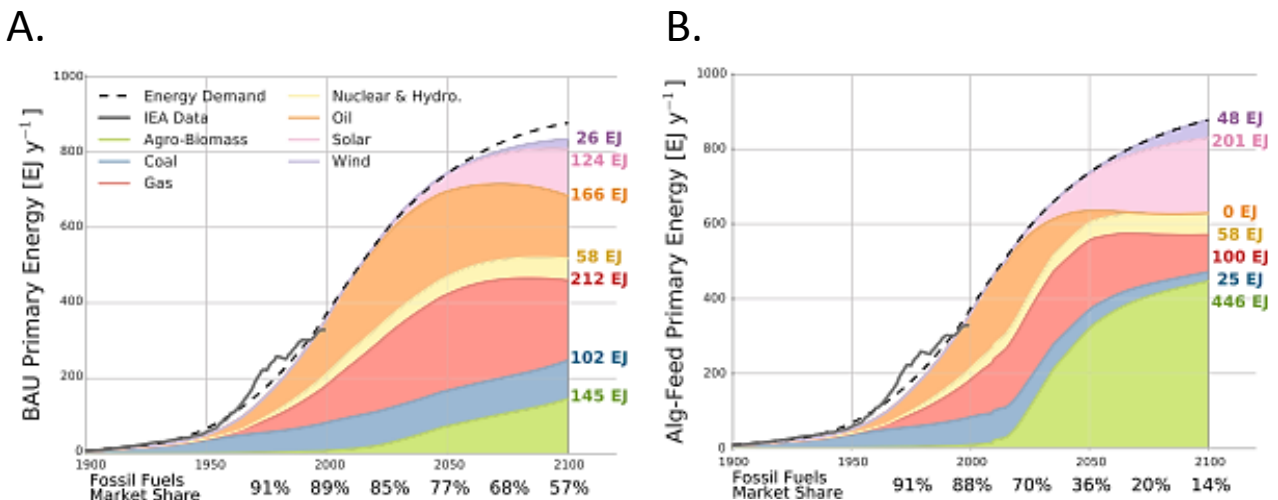 A.
BAU Primary Energy [EJ y⁻¹]
1000
800
600
400
200
0
Energy Demand
IEA Data
Agro-Biomass
Coal
Gas
Nuclear & Hydro.
Oil
Solar
Wind
26 EJ
124 EJ
166 EJ
58 EJ
212 EJ
102 EJ
145 EJ
1900 1950 2000 2050 2100
Fossil Fuels
Market Share 91% 89% 85% 77% 68% 57%
B.
Alg-Feed Primary Energy [EJ y⁻¹]
1000
800
600
400
200
0
48 EJ
201 EJ
0 EJ
58 EJ
100 EJ
25 EJ
446 EJ
1900 1950 2000 2050 2100
Fossil Fuels
Market Share 91% 88% 70% 36% 20% 14%